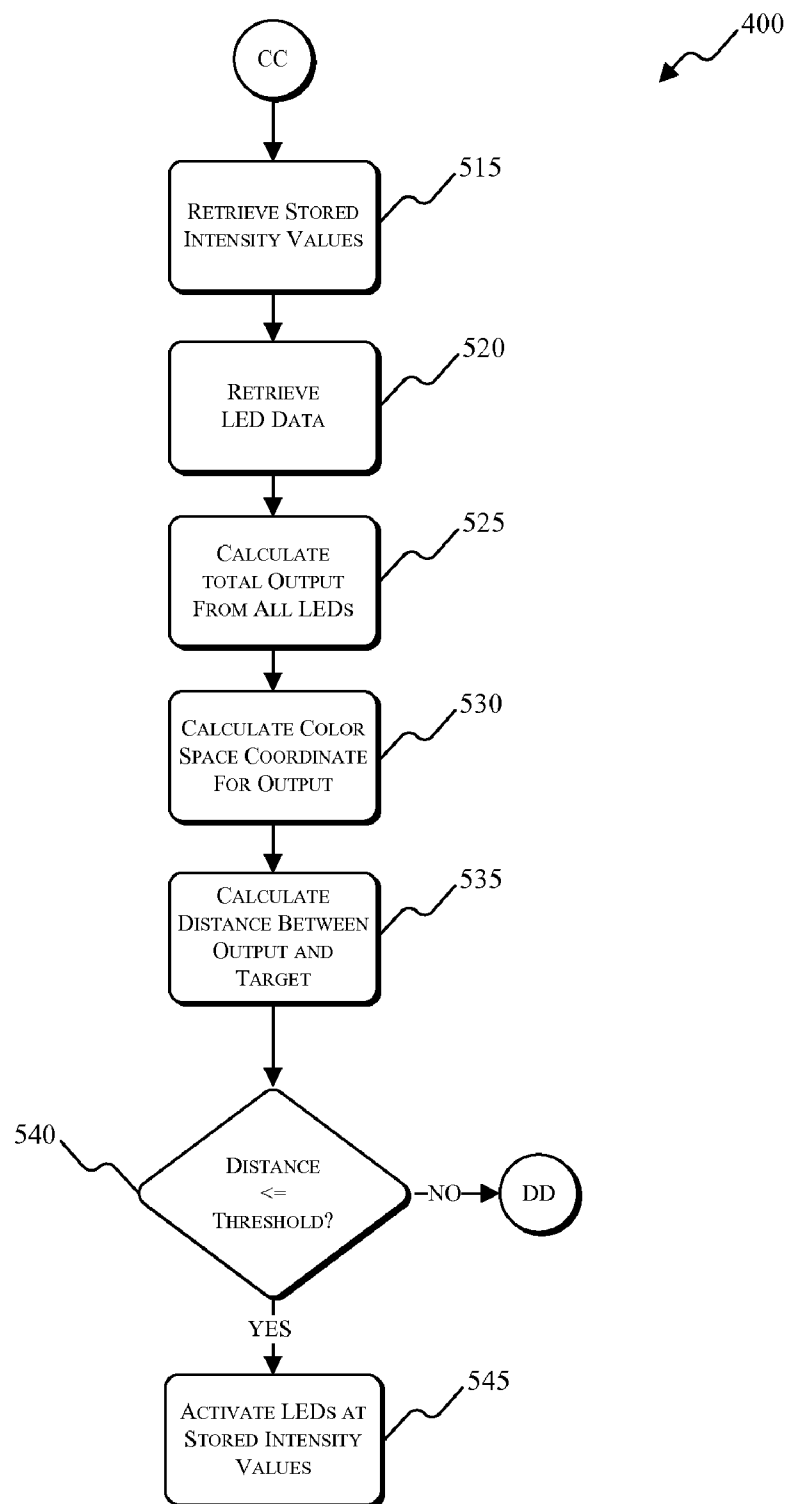 400
CC
515
RETRIEVE STORED
INTENSITY VALUES
520
RETRIEVE
LED DATA
525
CALCULATE
TOTAL OUTPUT
FROM ALL LEDS
530
CALCULATE COLOR
SPACE COORDINATE
FOR OUTPUT
535
CALCULATE
DISTANCE BETWEEN
OUTPUT AND
TARGET
540
DISTANCE
<=
THRESHOLD?
NO
DD
YES
545
ACTIVATE LEDS AT
STORED INTENSITY
VALUES